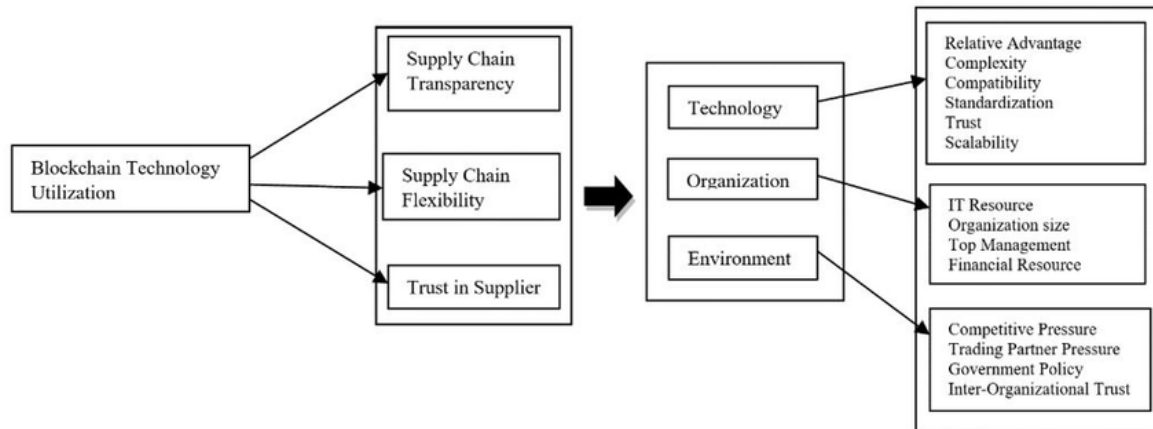 Blockchain Technology
Utilization
Supply Chain
Transparency
Supply Chain
Flexibility
Trust in Supplier
Technology
Organization
Environment
Relative Advantage
Complexity
Compatibility
Standardization
Trust
Scalability
IT Resource
Organization size
Top Management
Financial Resource
Competitive Pressure
Trading Partner Pressure
Government Policy
Inter-Organizational Trust